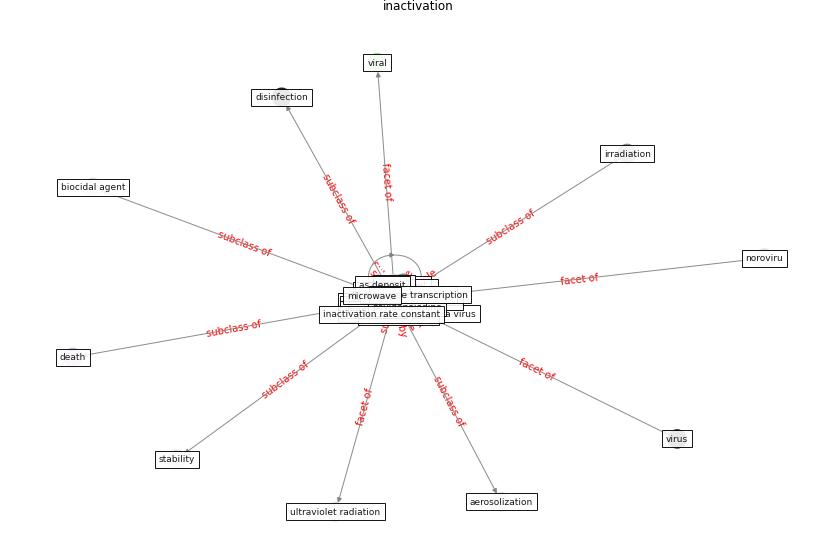 inactivation
viral
disinfection
irradiation
biocidal agent
facet of
subclass of
subclass of
subclass of
noroviru
facet of
as deposit
microwave
e transcription
inactivation rate constant
a virus
by
subclass of
death
facet of
subclass of
facet of
subclass of
virus
stability
aerosolization
ultraviolet radiation